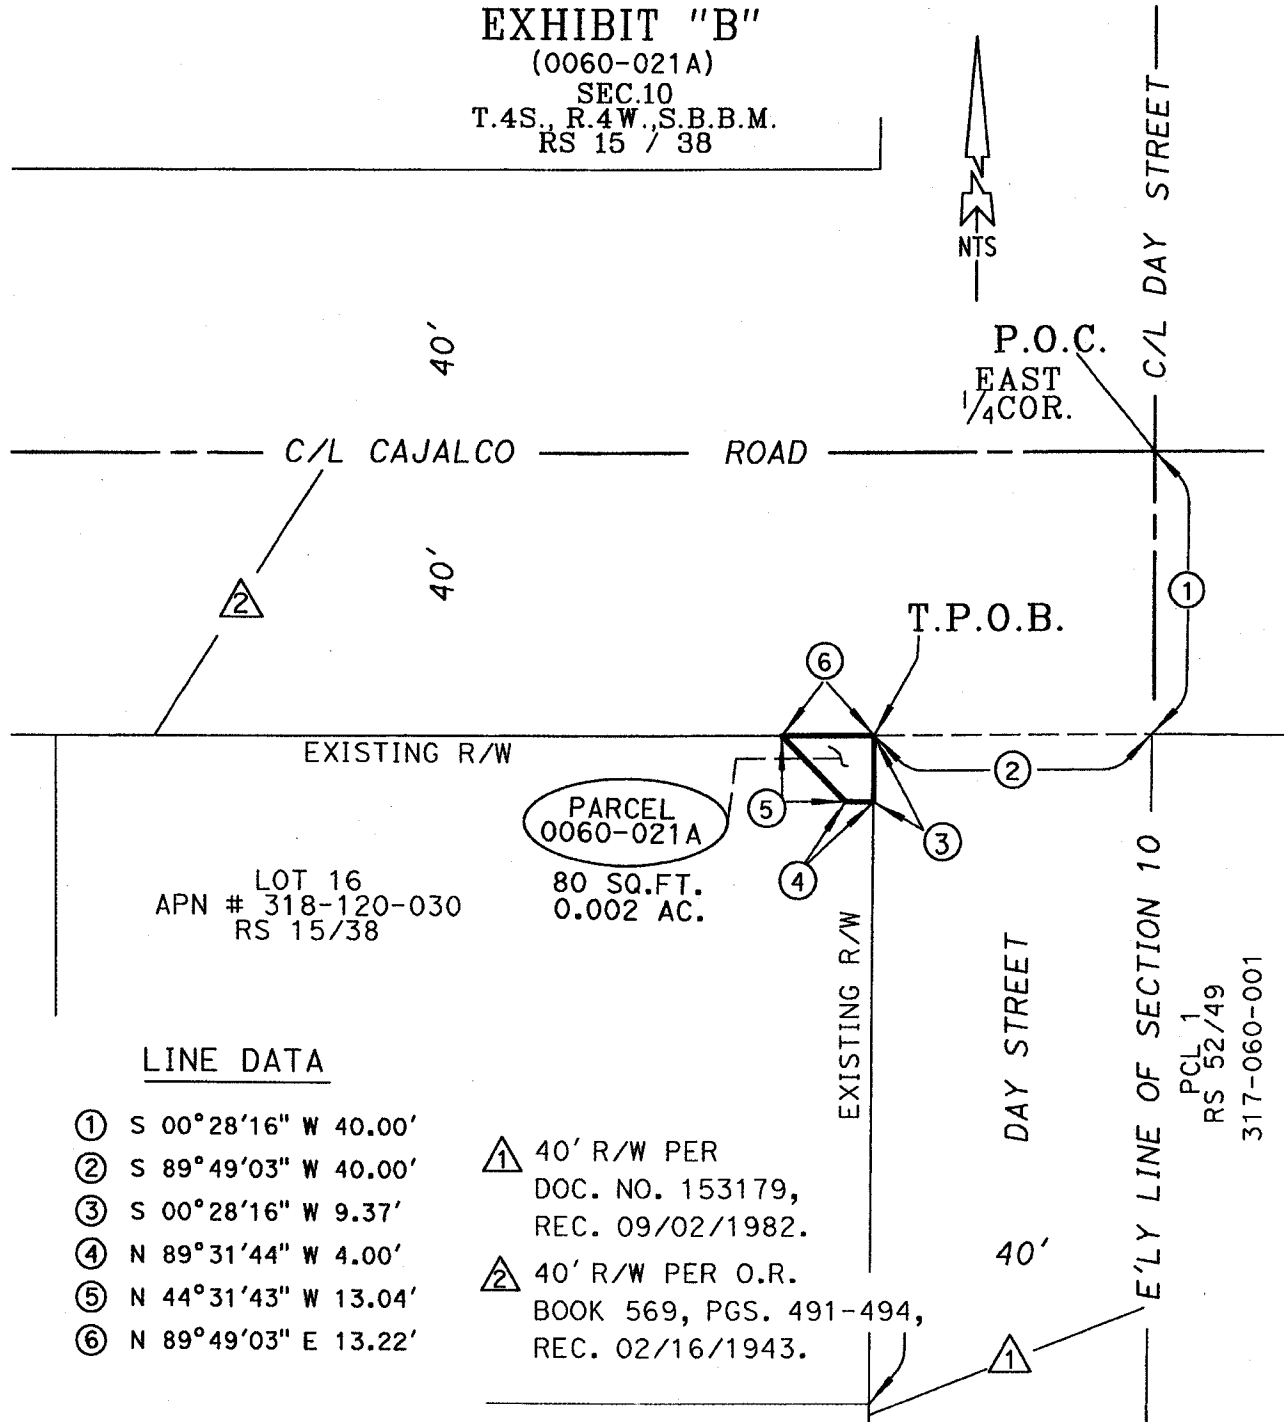 EXHIBIT "B"
(0060-021A)
SEC.10
T.4S., R.4W.,S.B.B.M.
RS 15 / 38
N
NTS
C/L DAY STREET
P.O.C.
EAST
1/4COR.
40'
C/L CAJALCO ROAD
40'
2
1
T.P.O.B.
6
EXISTING R/W
2
5
3
4
PARCEL
0060-021A
80 SQ.FT.
0.002 AC.
LOT 16
APN # 318-120-030
RS 15/38
EXISTING R/W
DAY STREET
40'
E'LY LINE OF SECTION 10
PCL 1
RS 52/49
317-060-001
LINE DATA
1 S 00°28'16" W 40.00'
2 S 89°49'03" W 40.00'
3 S 00°28'16" W 9.37'
4 N 89°31'44" W 4.00'
5 N 44°31'43" W 13.04'
6 N 89°49'03" E 13.22'
1 40' R/W PER
DOC. NO. 153179,
REC. 09/02/1982.
2 40' R/W PER O.R.
BOOK 569, PGS. 491-494,
REC. 02/16/1943.
1